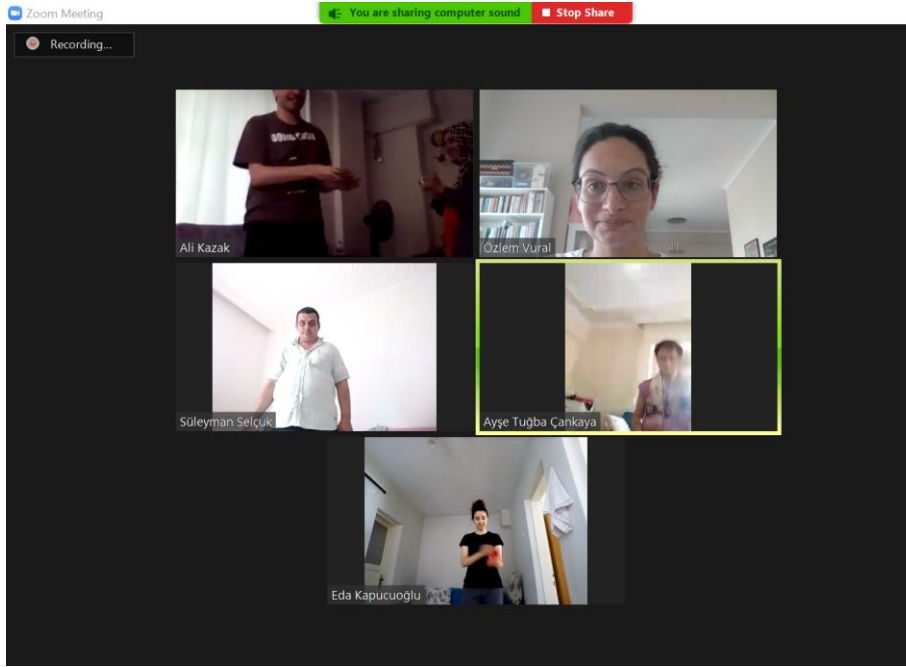 Zoom Meeting
You are sharing computer sound
Stop Share
Recording...
Ali Kazak
Özlem Vural
Süleyman Selçuk
Ayşe Tuğba Çankaya
Eda Kapucuoğlu